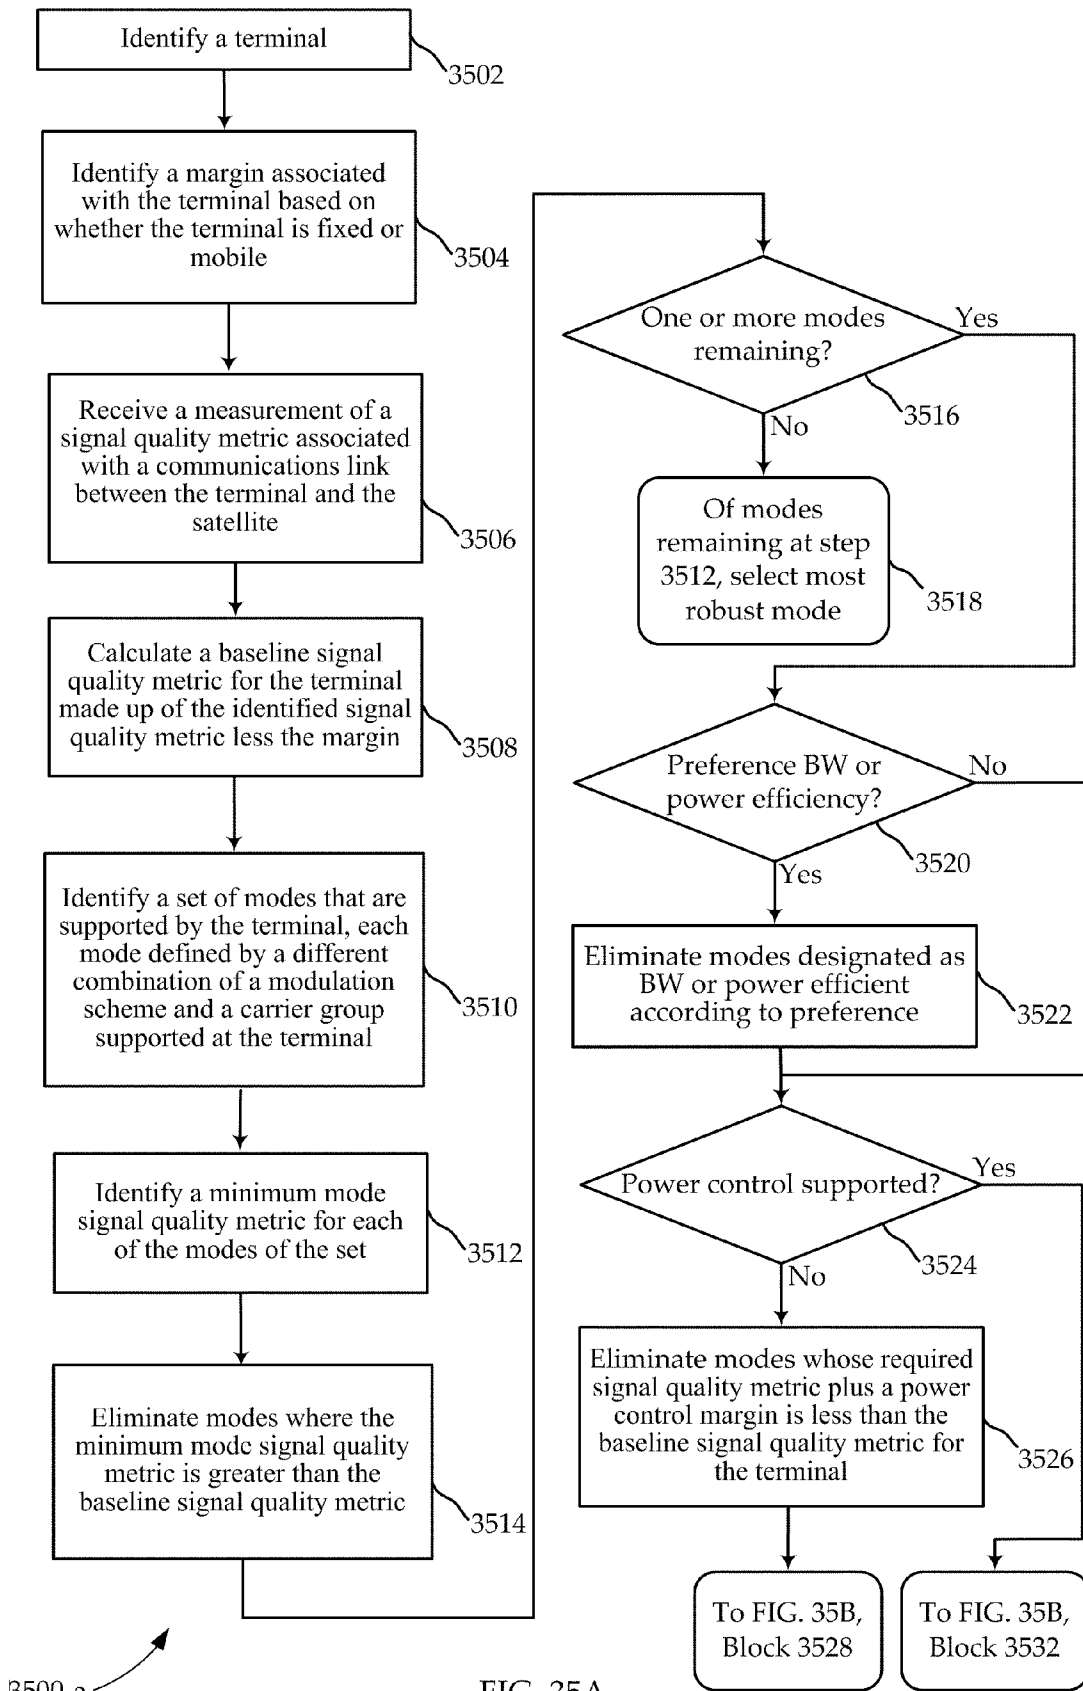 Identify a terminal
3502
Identify a margin associated
with the terminal based on
whether the terminal is fixed or
mobile
3504
Receive a measurement of a
signal quality metric associated
with a communications link
between the terminal and the
satellite
3506
Calculate a baseline signal
quality metric for the terminal
made up of the identified signal
quality metric less the margin
3508
Identify a set of modes that are
supported by the terminal, each
mode defined by a different
combination of a modulation
scheme and a carrier group
supported at the terminal
3510
Identify a minimum mode
signal quality metric for each
of the modes of the set
3512
Eliminate modes where the
minimum mode signal quality
metric is greater than the
baseline signal quality metric
3514
One or more modes
remaining?
Yes
3516
No
Of modes
remaining at step
3512, select most
robust mode
3518
Preference BW or
power efficiency?
No
3520
Yes
Eliminate modes designated as
BW or power efficient
according to preference
3522
Power control supported?
Yes
3524
No
Eliminate modes whose required
signal quality metric plus a power
control margin is less than the
baseline signal quality metric for
the terminal
3526
To FIG. 35B,
Block 3528
To FIG. 35B,
Block 3532
3500-a
FIG. 35A